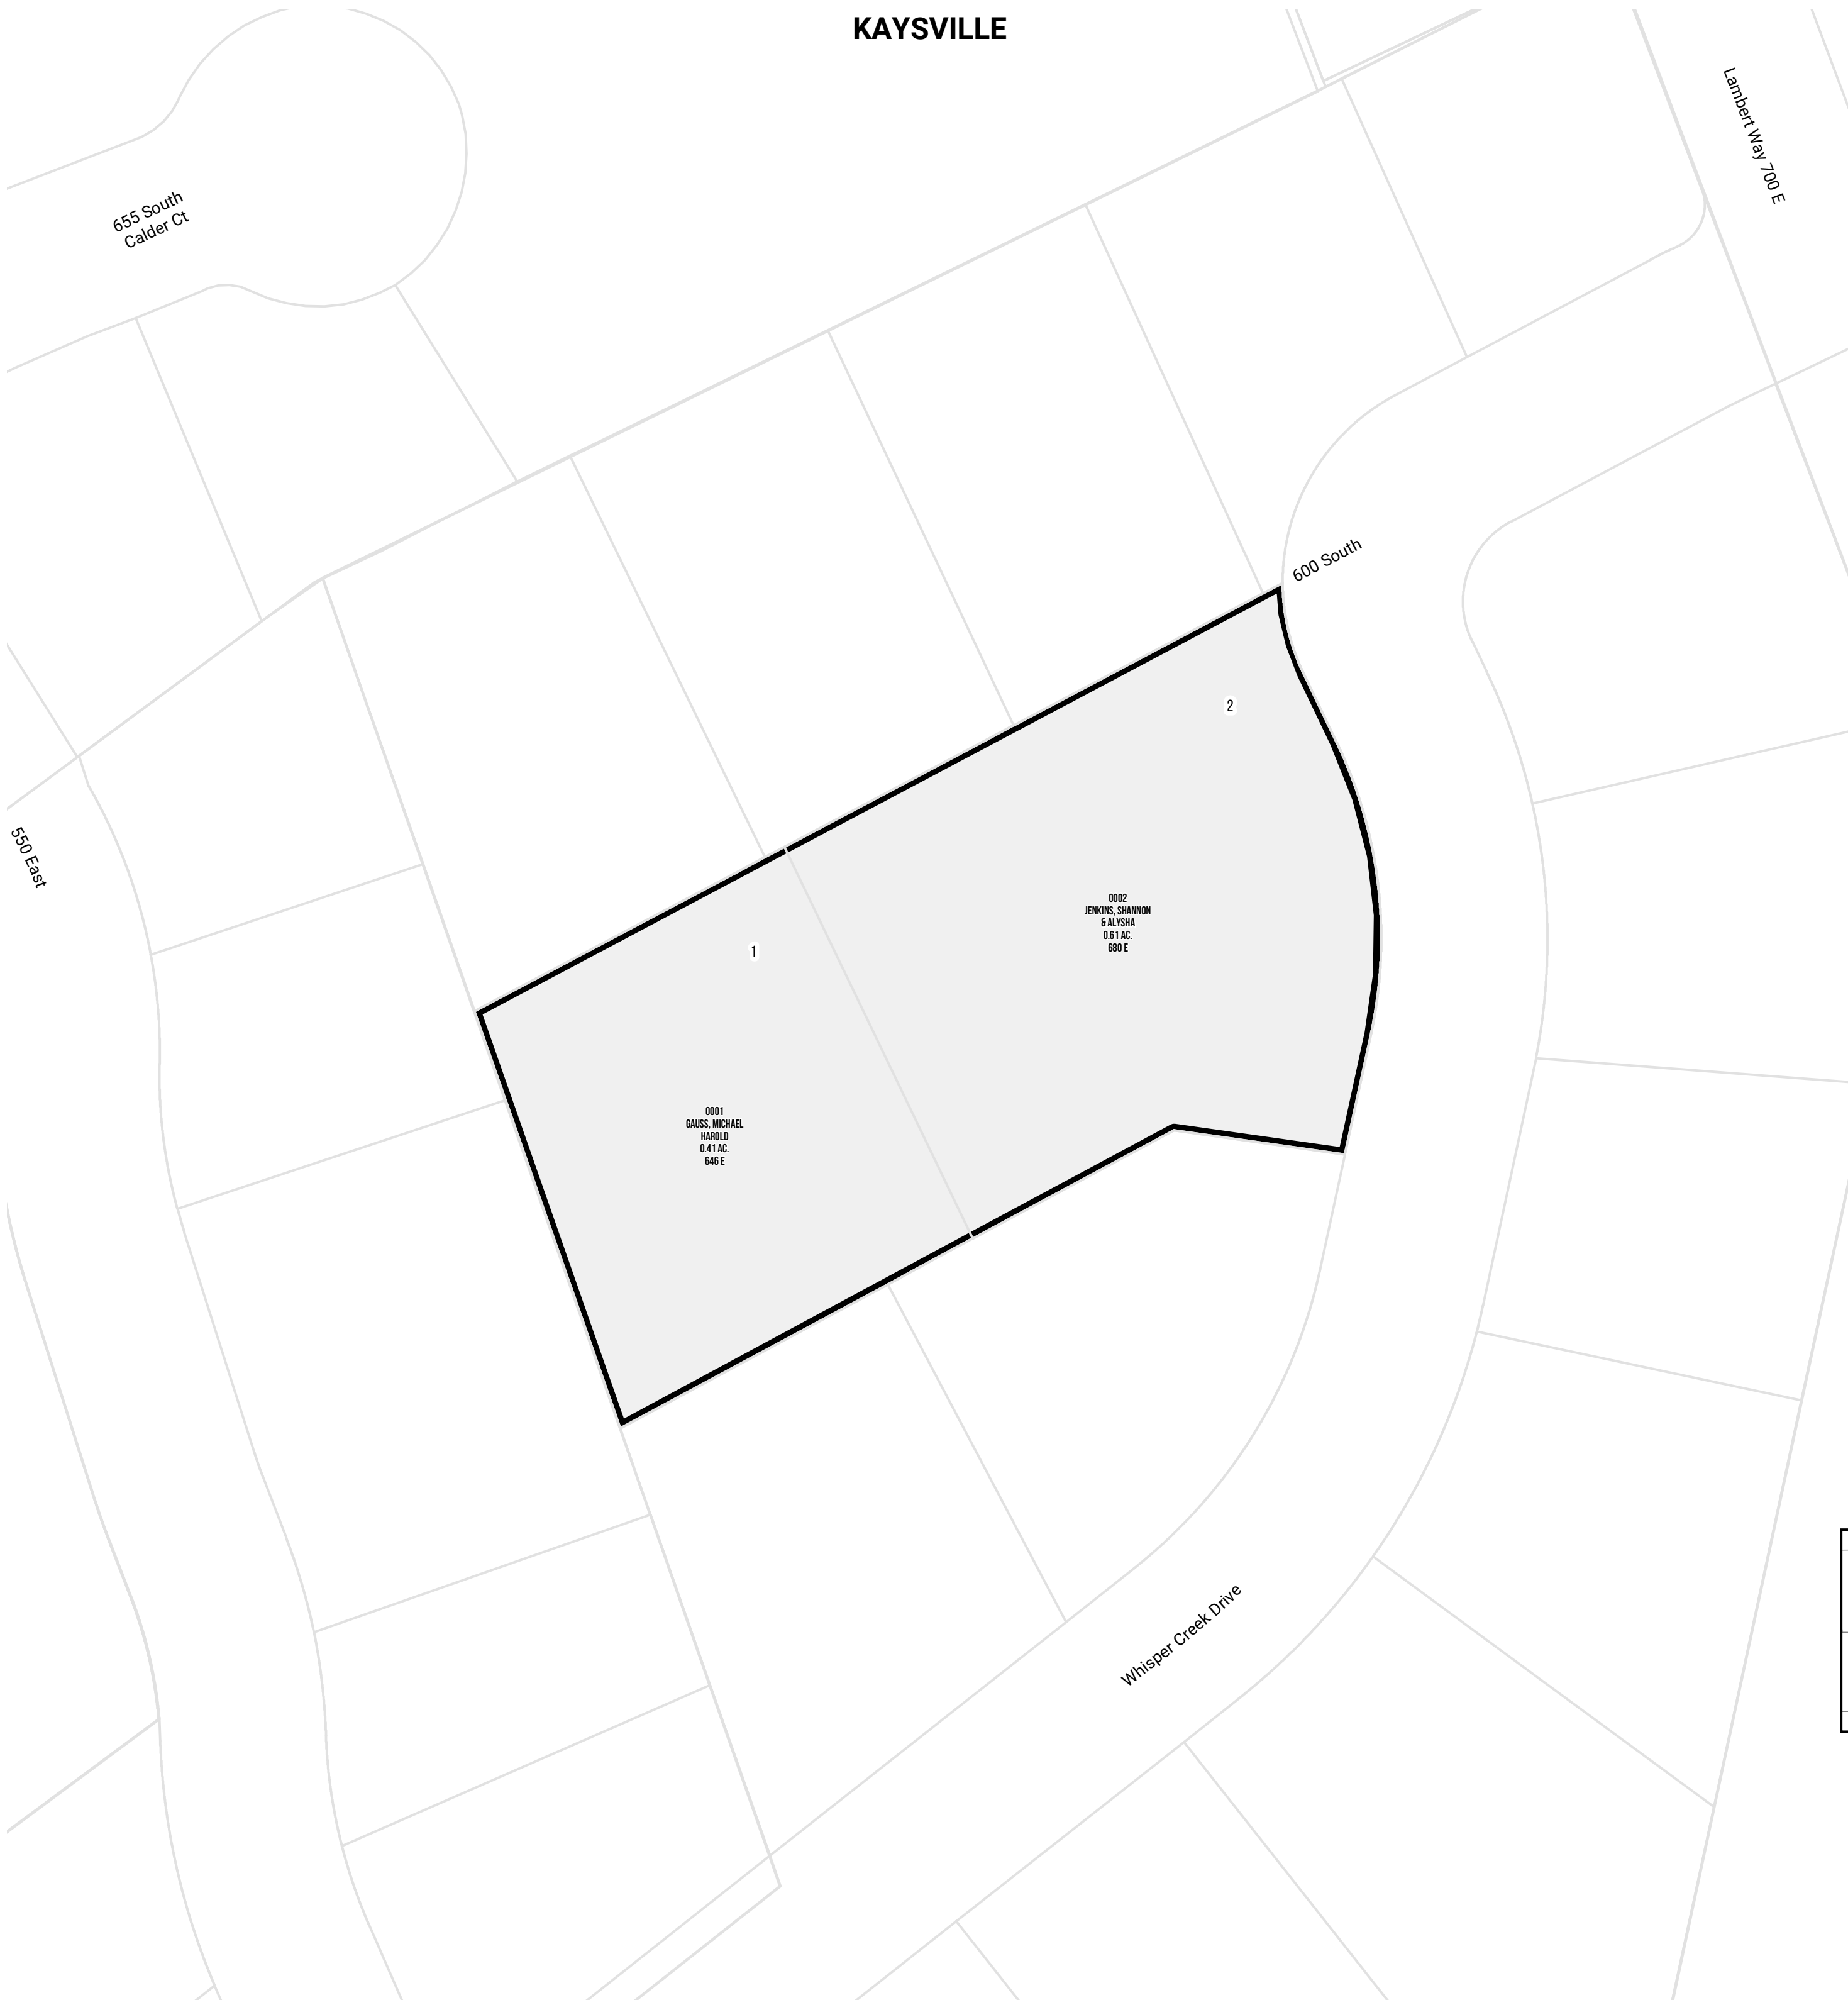 KAYSVILLE
Lambert Way 700 E
655 South
Calder Ct
600 South
2
550 East
0002
JENKINS, SHANNON
& ALYSHA
0.61 AC.
680 E
1
0001
GAUSS, MICHAEL
HAROLD
0.41 AC.
646 E
Whisper Creek Drive